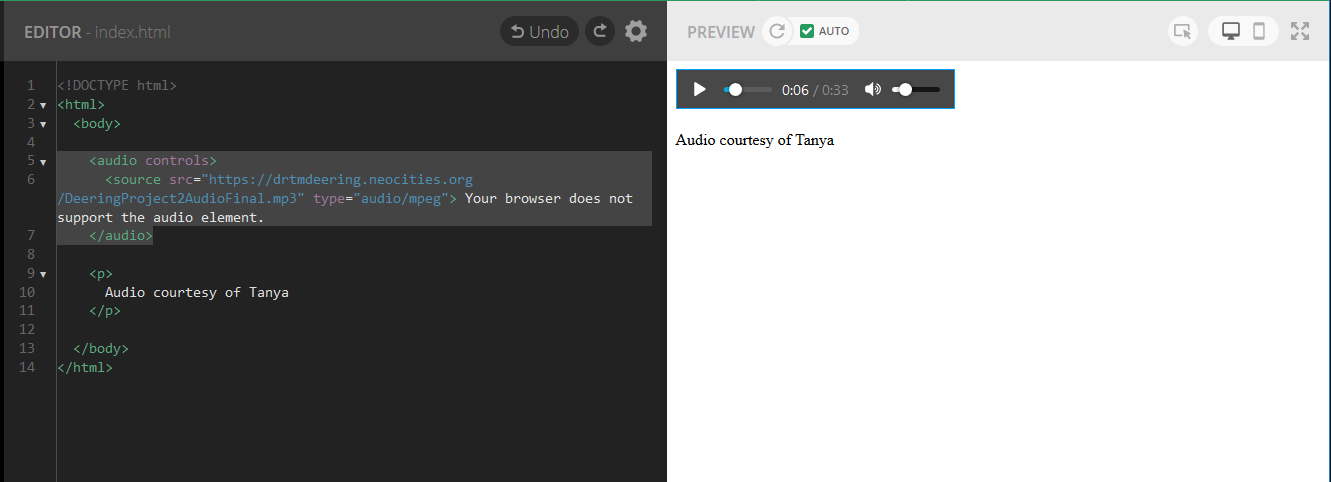 EDITOR - index.html
Undo
PREVIEW
AUTO
1 <!DOCTYPE html>
2 <html>
3 <body>
4
5 <audio controls>
6 <source src="https://drtmdeering.neocities.org
/DeeringProject2AudioFinal.mp3" type="audio/mpeg"> Your browser does not
support the audio element.
7 </audio>
8
9 <p>
10 Audio courtesy of Tanya
11 </p>
12
13 </body>
14 </html>
0:06 / 0:33
Audio courtesy of Tanya